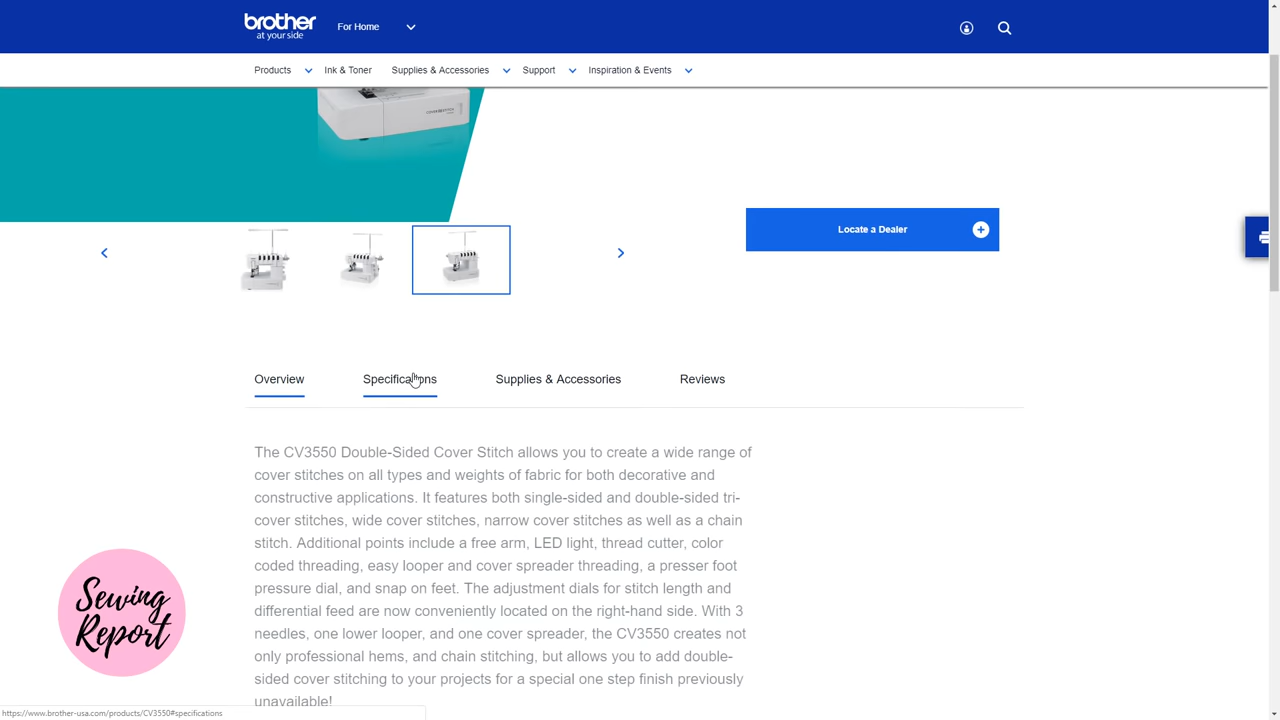 brother
at your side
For Home
Products
Ink & Toner
Supplies & Accessories
Support
Inspiration & Events
Locate a Dealer
Overview
Specifications
Supplies & Accessories
Reviews
The CV3550 Double-Sided Cover Stitch allows you to create a wide range of
cover stitches on all types and weights of fabric for both decorative and
constructive applications. It features both single-sided and double-sided tri-
cover stitches, wide cover stitches, narrow cover stitches as well as a chain
stitch. Additional points include a free arm, LED light, thread cutter, color
coded threading, easy looper and cover spreader threading, a presser foot
pressure dial, and snap on feet. The adjustment dials for stitch length and
differential feed are now conveniently located on the right-hand side. With 3
needles, one lower looper, and one cover spreader, the CV3550 creates not
only professional hems, and chain stitching, but allows you to add double-
sided cover stitching to your projects for a special one step finish previously
unavailable!
Sewing
Report
https://www.brother-usa.com/products/CV3550#specifications